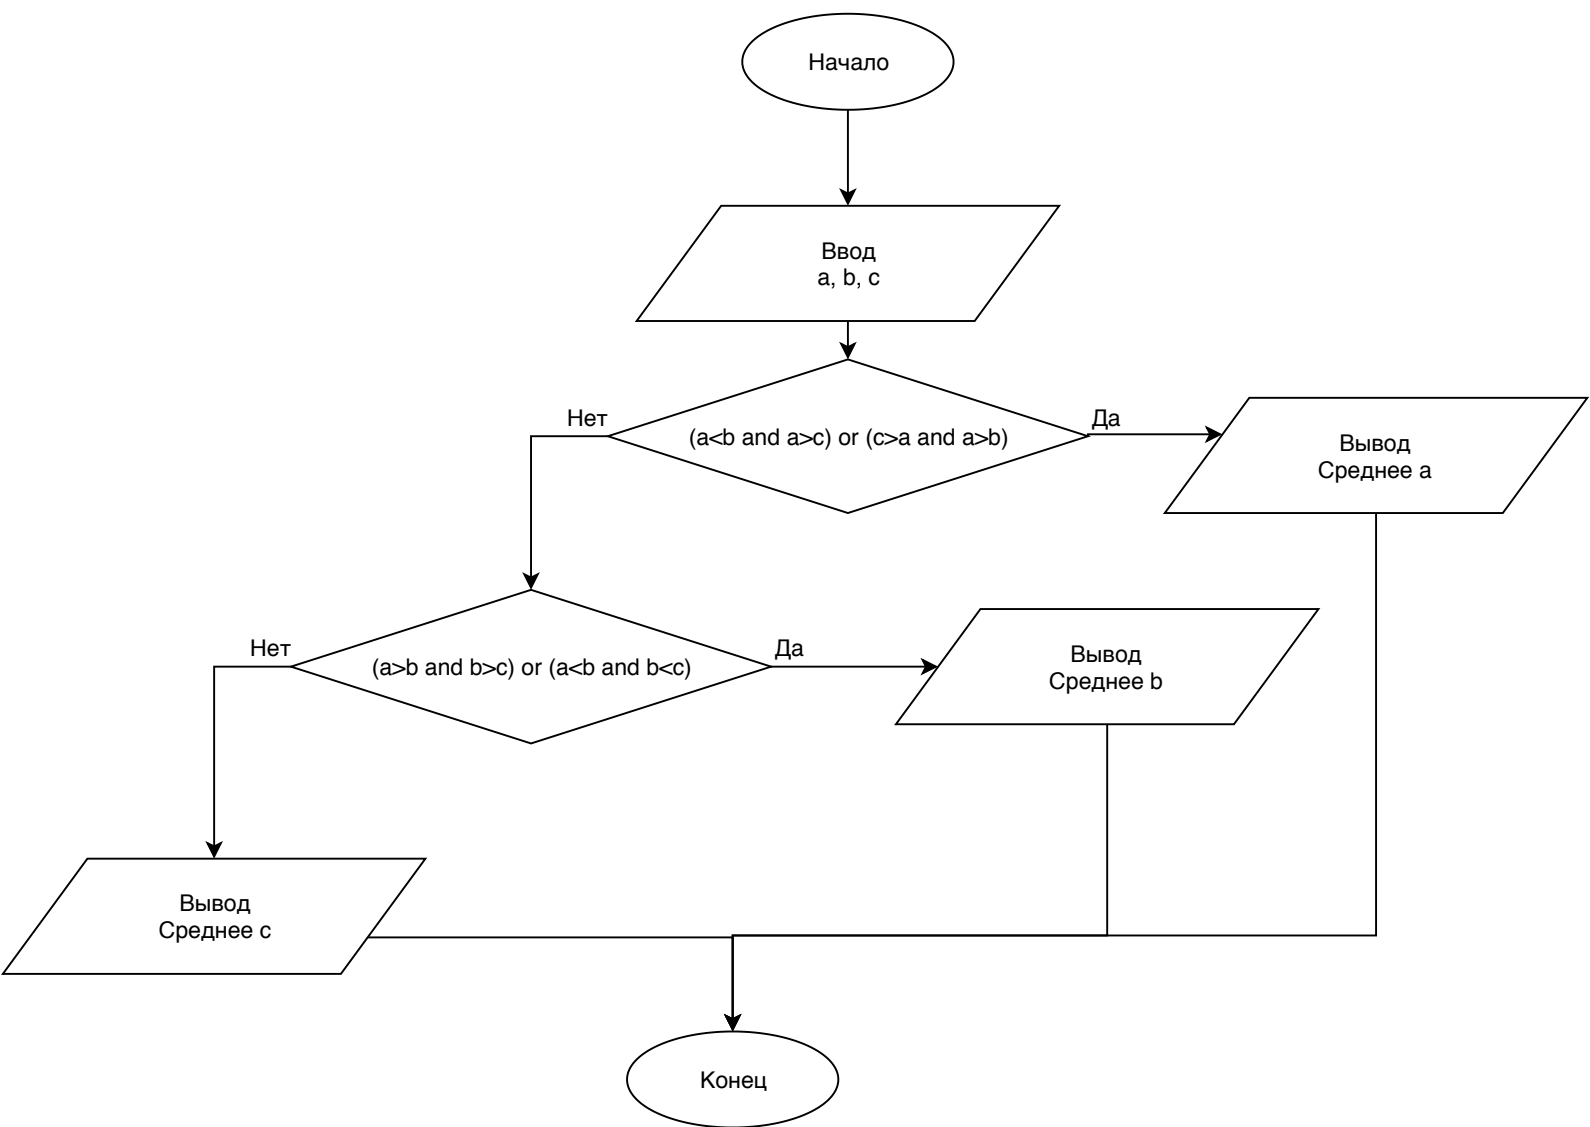 Начало
Ввод
a, b, c
Нет
(a<b and a>c) or (c>a and a>b)
Да
Вывод
Среднее a
Нет
(a>b and b>c) or (a<b and b<c)
Да
Вывод
Среднее b
Вывод
Среднее c
Конец